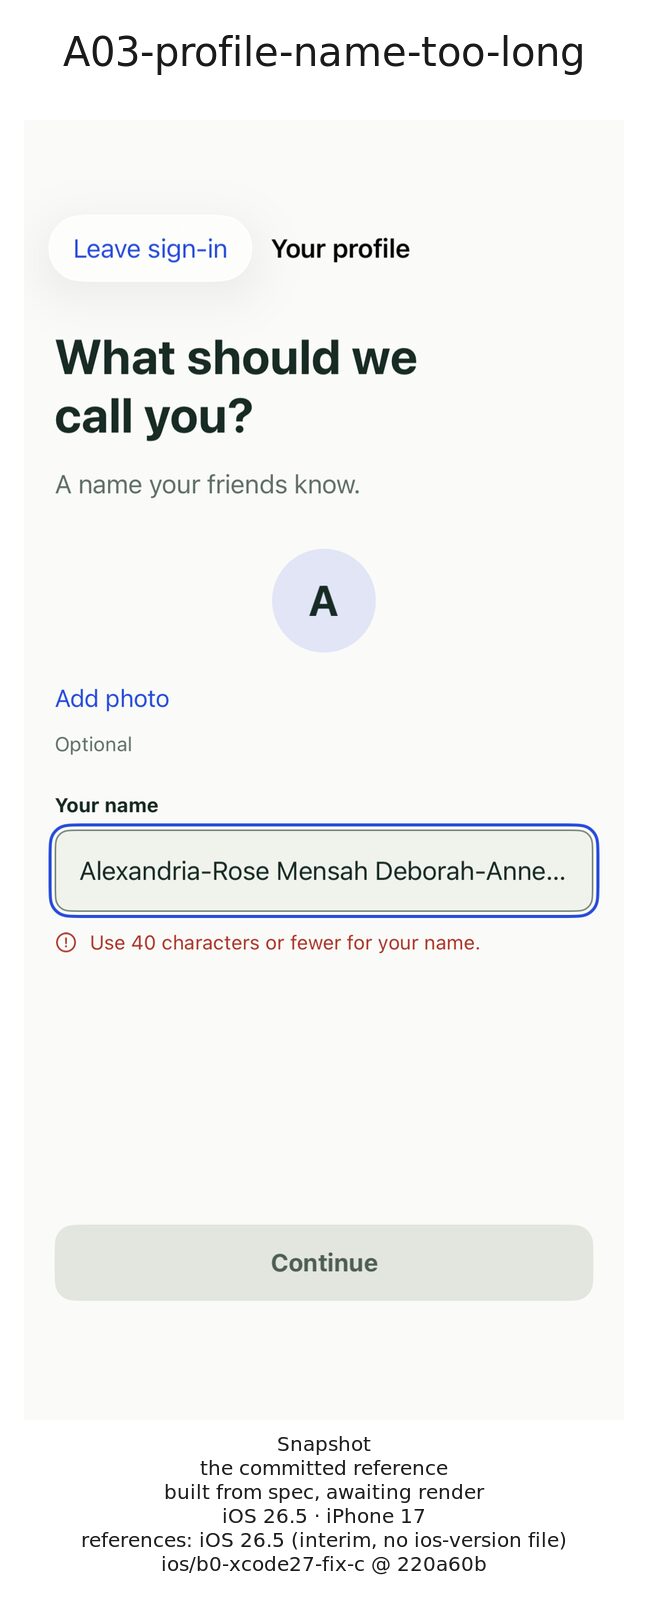 A03-profile-name-too-long
Leave sign-in
Your profile
What should we
call you?
A name your friends know.
A
Add photo
Optional
Your name
Alexandria-Rose Mensah Deborah-Anne...
Use 40 characters or fewer for your name.
Continue
Snapshot
the committed reference
built from spec, awaiting render
iOS 26.5 · iPhone 17
references: iOS 26.5 (interim, no ios-version file)
ios/b0-xcode27-fix-c @ 220a60b